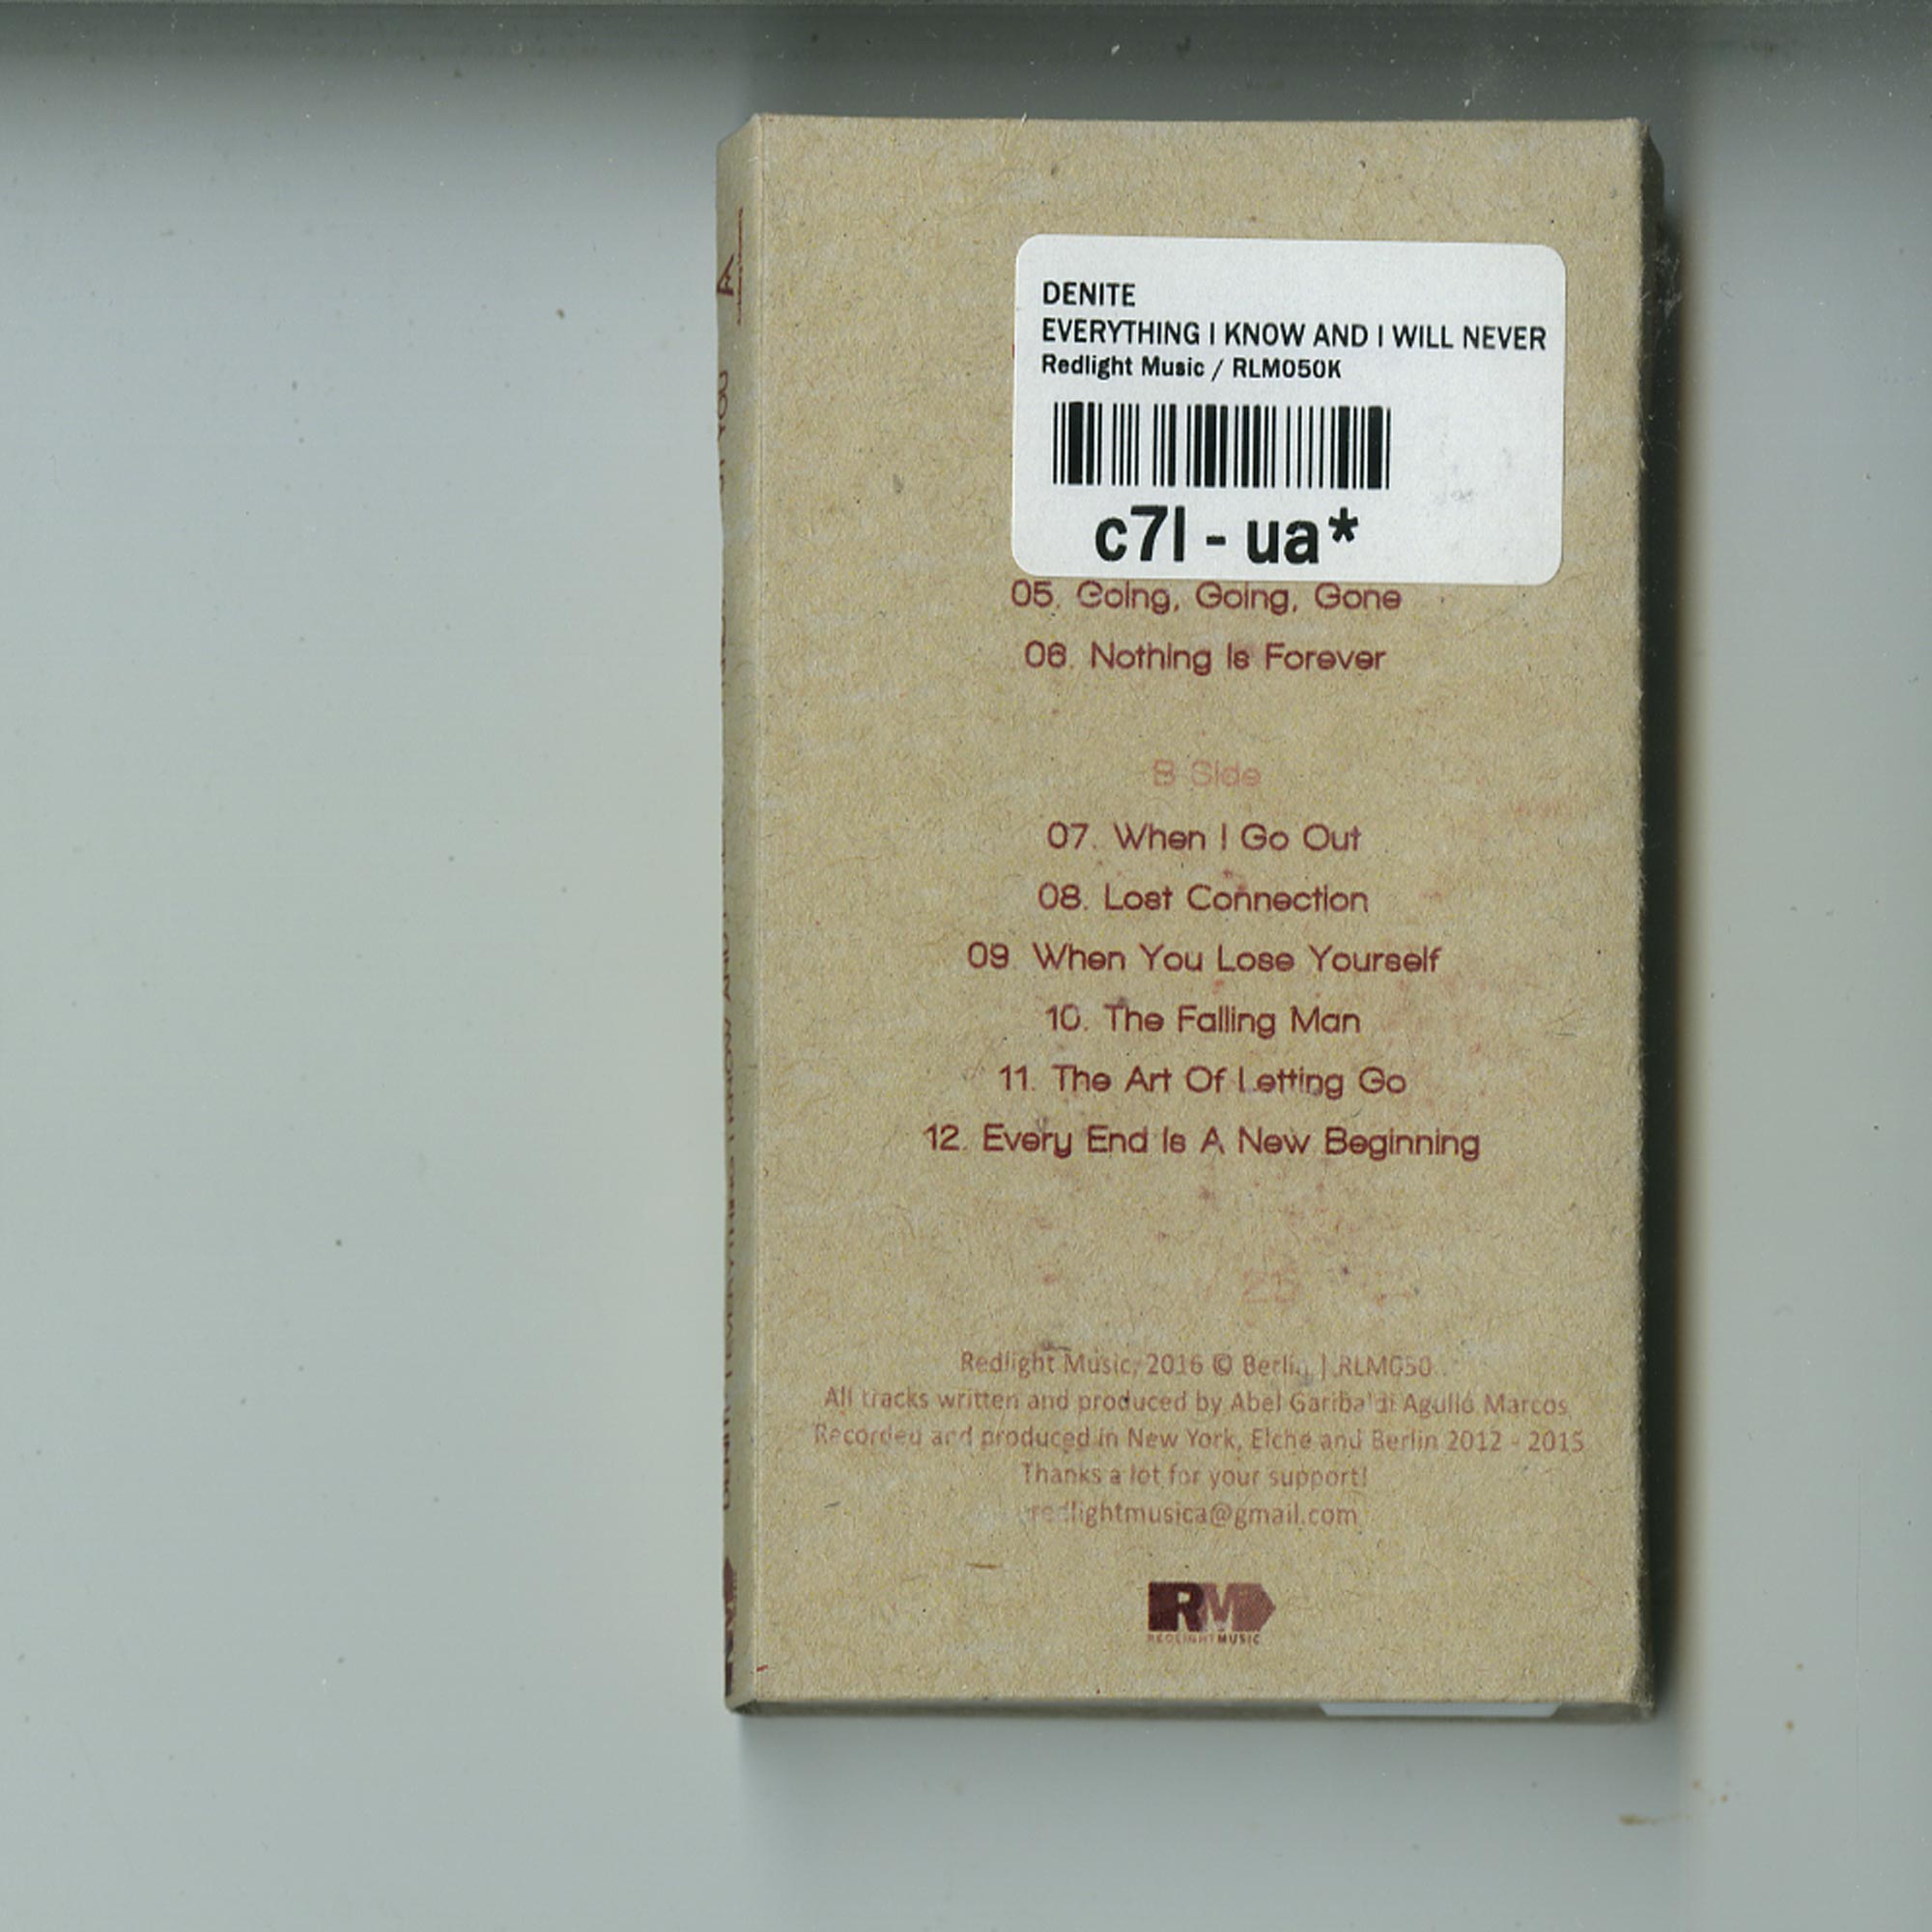 DENITE
EVERYTHING I KNOW AND I WILL NEVER
Redlight Music / RLM050K
c7l - ua*
05. Going, Going, Gone
06. Nothing Is Forever
B Side
07. When I Go Out
08. Lost Connection
09. When You Lose Yourself
10. The Falling Man
11. The Art Of Letting Go
12. Every End Is A New Beginning
25
Redlight Music, 2016 © Berlin | RLM050
All tracks written and produced by Abel Garibaldi Agulló Marcos
Recorded and produced in New York, Elche and Berlin 2012 - 2015
Thanks a lot for your support!
redlightmusica@gmail.com
RM
REDLIGHTMUSIC